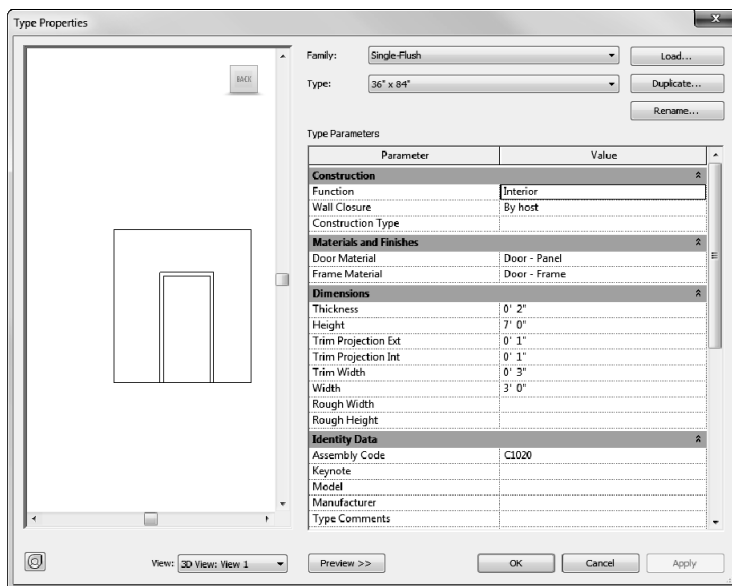 Type Properties
BACK
Family: Single-Flush Load...
Type: 36" x 84" Duplicate...
Rename...
Type Parameters
Parameter Value
Construction
Function Interior
Wall Closure By host
Construction Type
Materials and Finishes
Door Material Door - Panel
Frame Material Door - Frame
Dimensions
Thickness 0' 2"
Height 7' 0"
Trim Projection Ext 0' 1"
Trim Projection Int 0' 1"
Trim Width 0' 3"
Width 3' 0"
Rough Width
Rough Height
Identity Data
Assembly Code C1020
Keynote
Model
Manufacturer
Type Comments
View: 3D View: View 1 Preview >> OK Cancel Apply